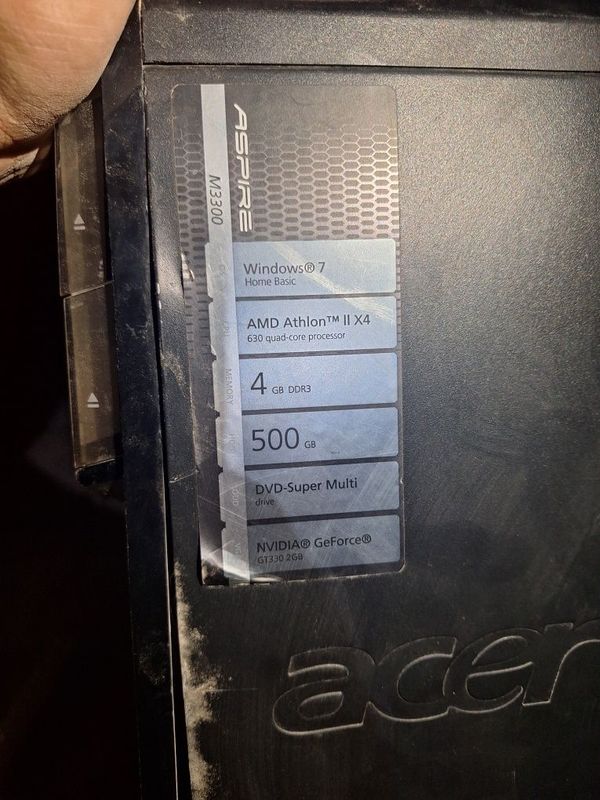 ASPIRE
M3300
Windows® 7
Home Basic
AMD Athlon™ II X4
630 quad-core processor
MEMORY
4 GB DDR3
500 GB
DVD-Super Multi
drive
NVIDIA® GeForce®
GT330 2GB
acer